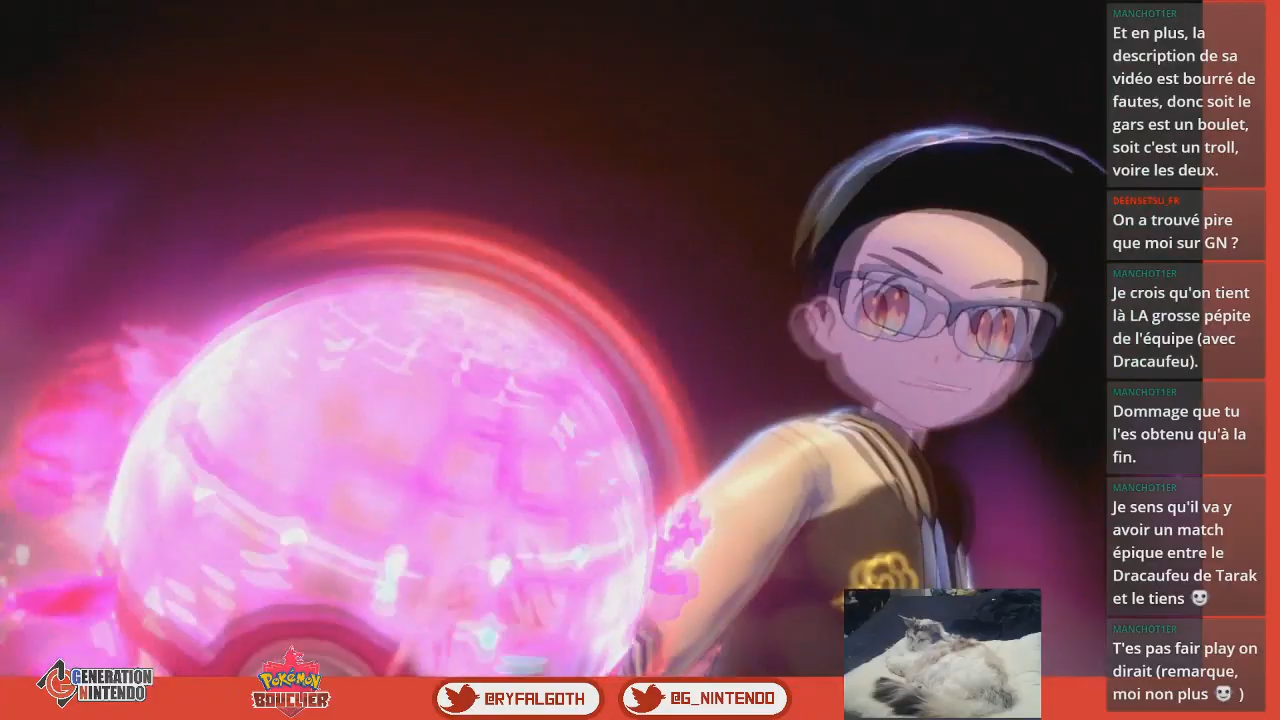 MANCHOT1ER
Et en plus, la
description de sa
vidéo est bourré de
fautes, donc soit le
gars est un boulet,
soit c'est un troll,
voire les deux.
DEENSETSU_FR
On a trouvé pire
que moi sur GN ?
MANCHOT1ER
Je crois qu'on tient
là LA grosse pépite
de l'équipe (avec
Dracaufeu).
MANCHOT1ER
Dommage que tu
l'es obtenu qu'à la
fin.
MANCHOT1ER
Je sens qu'il va y
avoir un match
épique entre le
Dracaufeu de Tarak
et le tiens
MANCHOT1ER
T'es pas fair play on
dirait (remarque,
moi non plus )
GENERATION
NINTENDO
POKÉMON
BOUCLIER
@RYFALGOTH
@G_NINTENDO